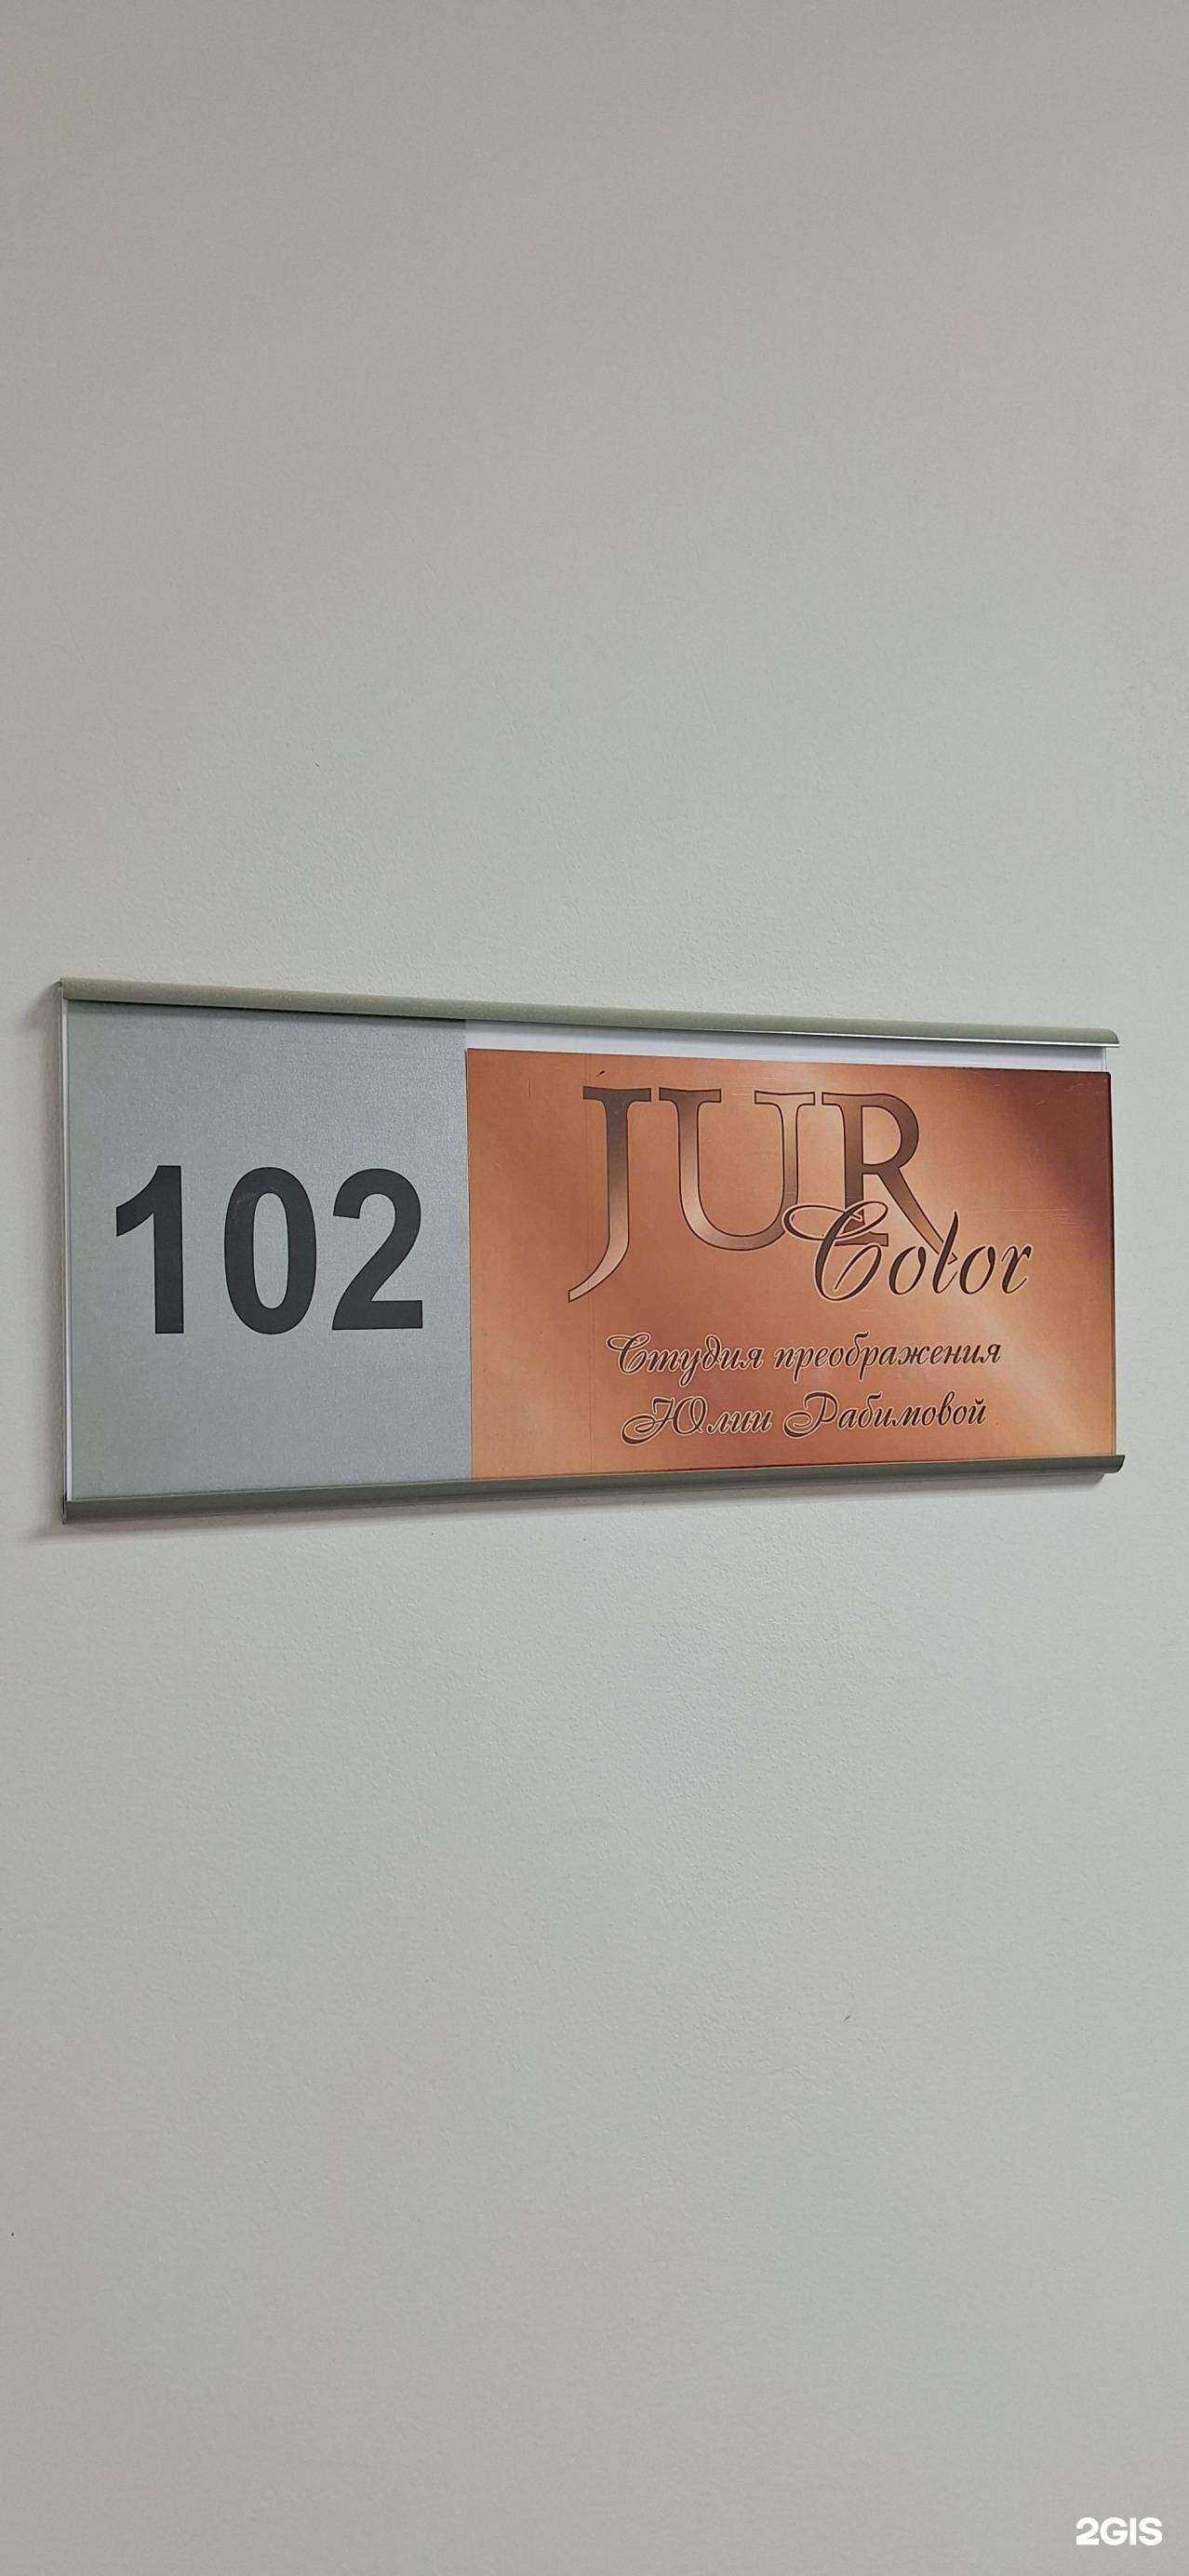 102
JUR
Color
Студия преображения
Юлии Рабимовой
2GIS